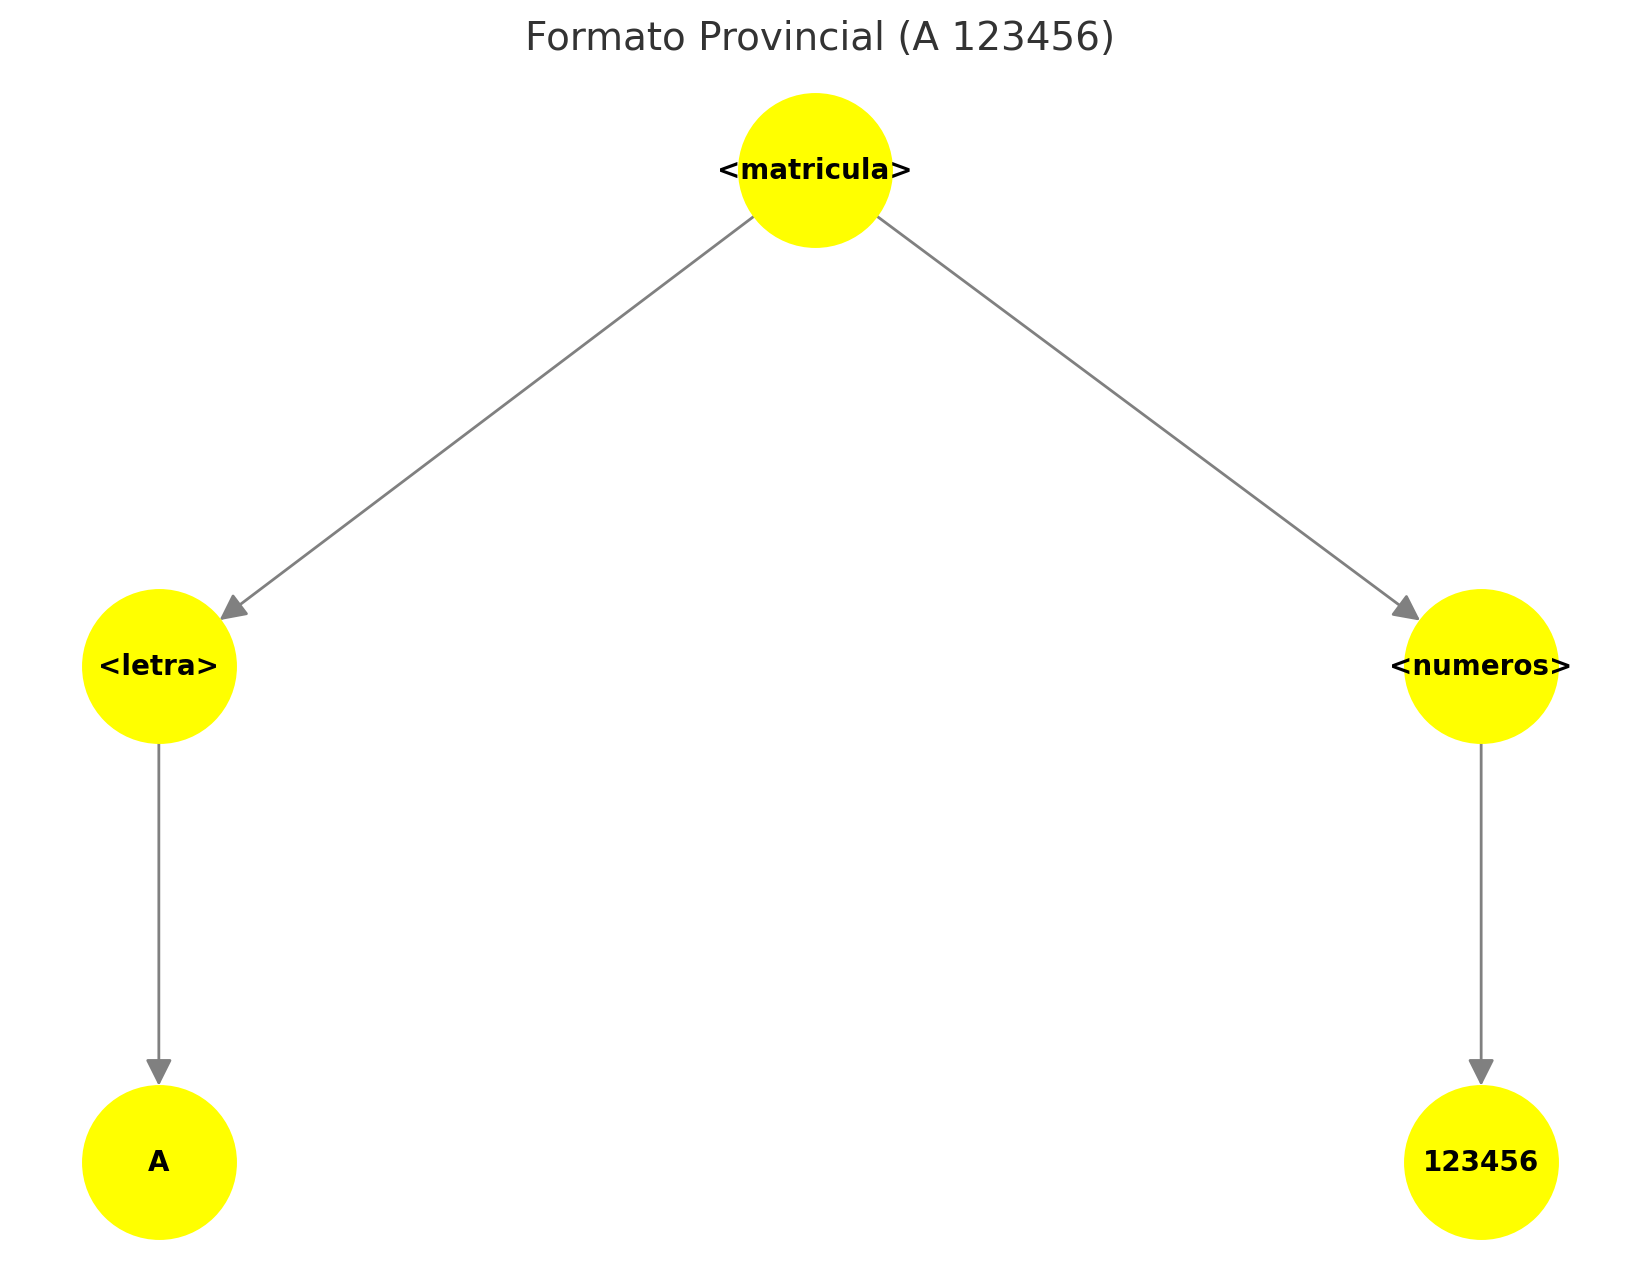 Formato Provincial (A 123456)
<matricula>
<letra>
<numeros>
A
123456